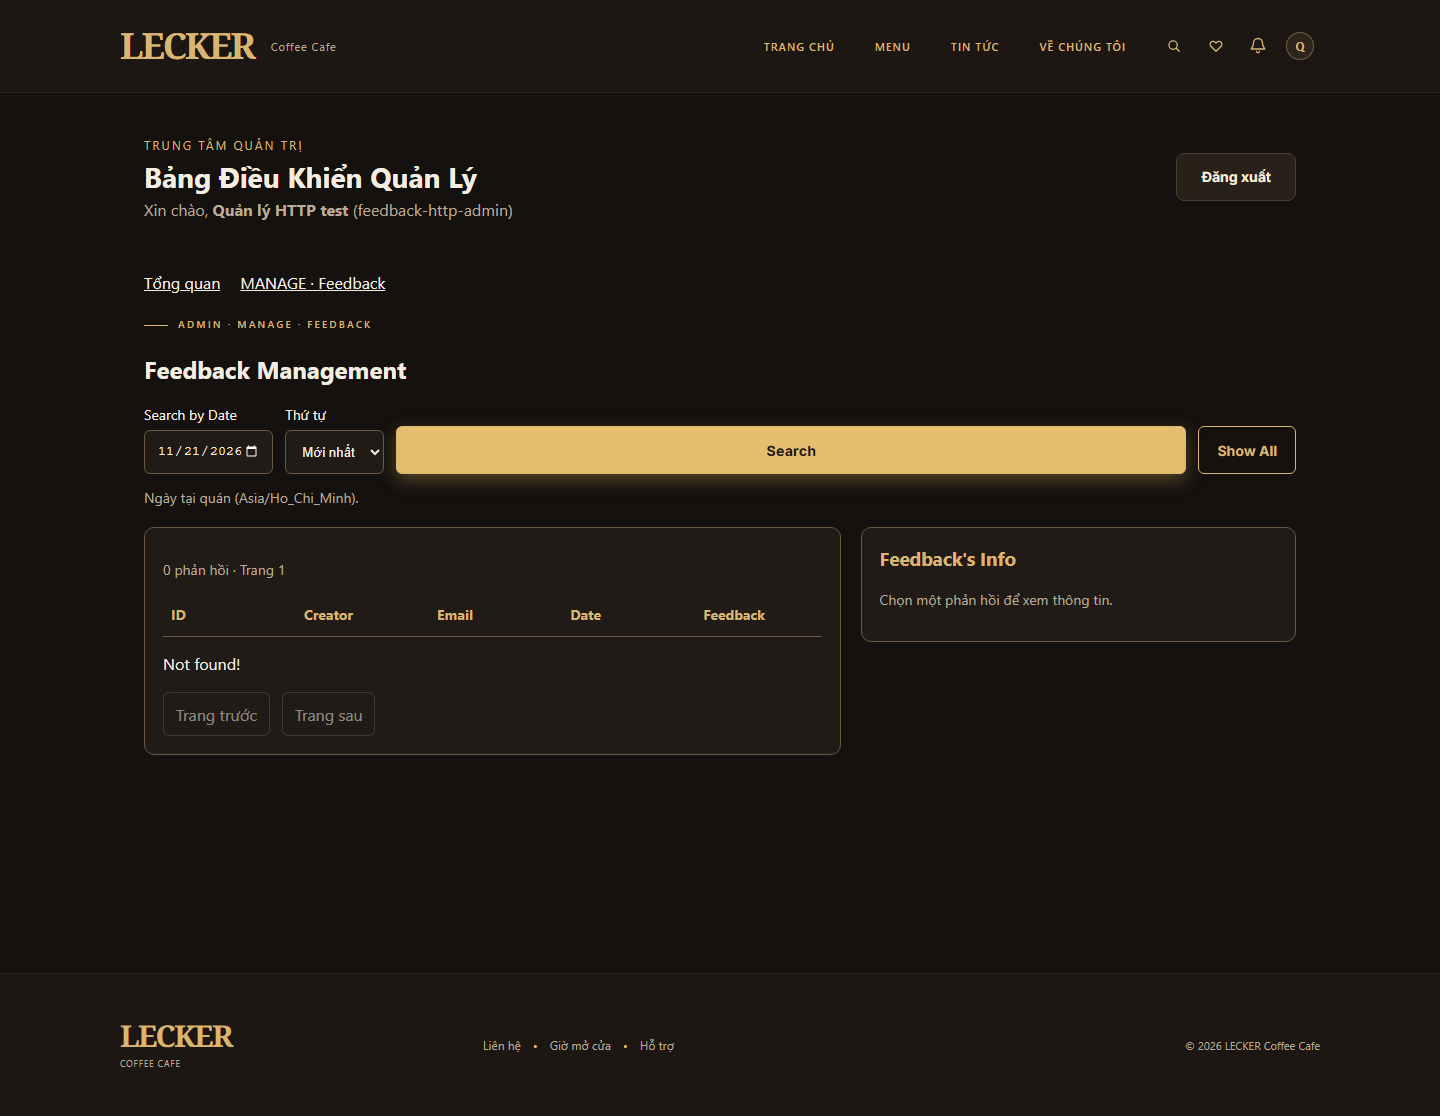 LECKER Coffee Cafe TRANG CHỦ MENU TIN TỨC VỀ CHÚNG TÔI Q
TRUNG TÂM QUẢN TRỊ
Bảng Điều Khiển Quản Lý
Đăng xuất
Xin chào, Quản lý HTTP test (feedback-http-admin)
Tổng quan MANAGE · Feedback
ADMIN · MANAGE · FEEDBACK
Feedback Management
Search by Date Thứ tự
11/21/2026 Mới nhất Search Show All
Ngày tại quán (Asia/Ho_Chi_Minh).
0 phản hồi · Trang 1
ID Creator Email Date Feedback
Not found!
Trang trước Trang sau
Feedback's Info
Chọn một phản hồi để xem thông tin.
LECKER
COFFEE CAFE
Liên hệ • Giờ mở cửa • Hỗ trợ
© 2026 LECKER Coffee Cafe